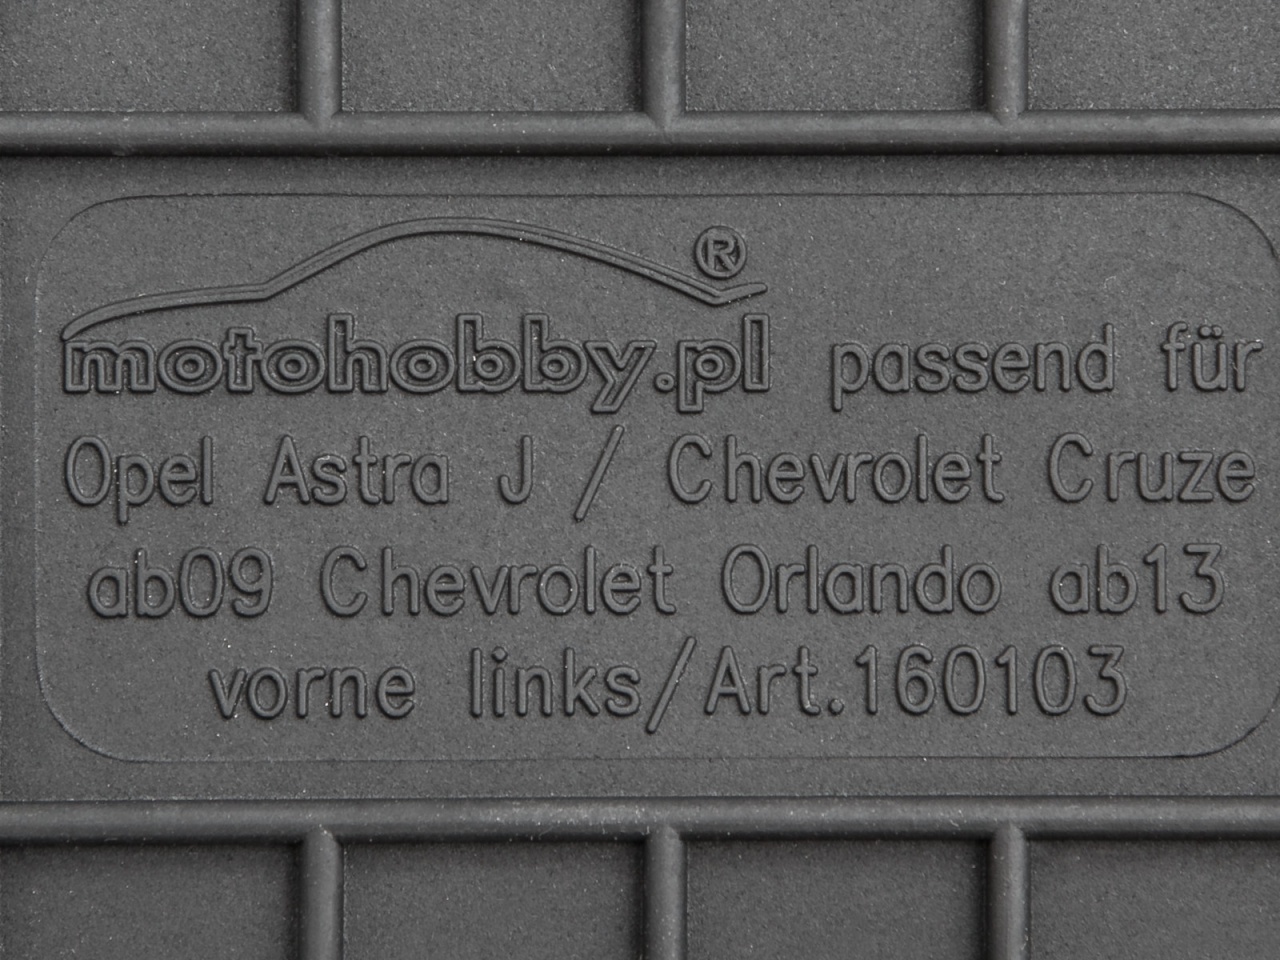 motohobby.pl® passend für
Opel Astra J / Chevrolet Cruze
ab09 Chevrolet Orlando ab13
vorne links/Art.160103